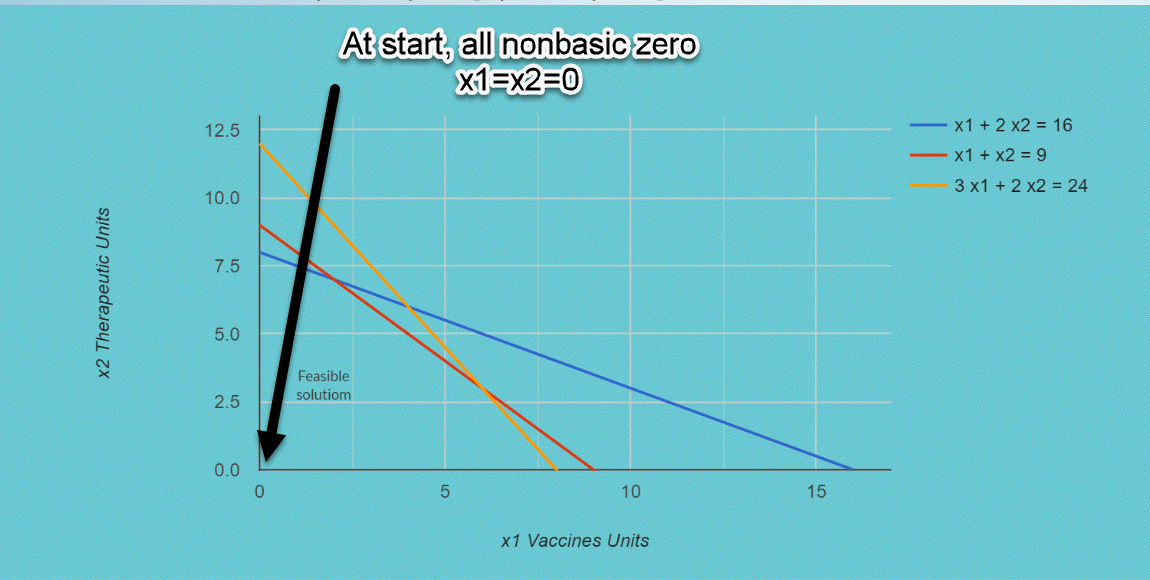 At start, all nonbasic zero
x1=x2=0
x1 + 2 x2 = 16
x1 + x2 = 9
3 x1 + 2 x2 = 24
12.5
10.0
7.5
5.0
2.5
0.0
x2 Therapeutic Units
Feasible
solutiom
0
5
10
15
x1 Vaccines Units